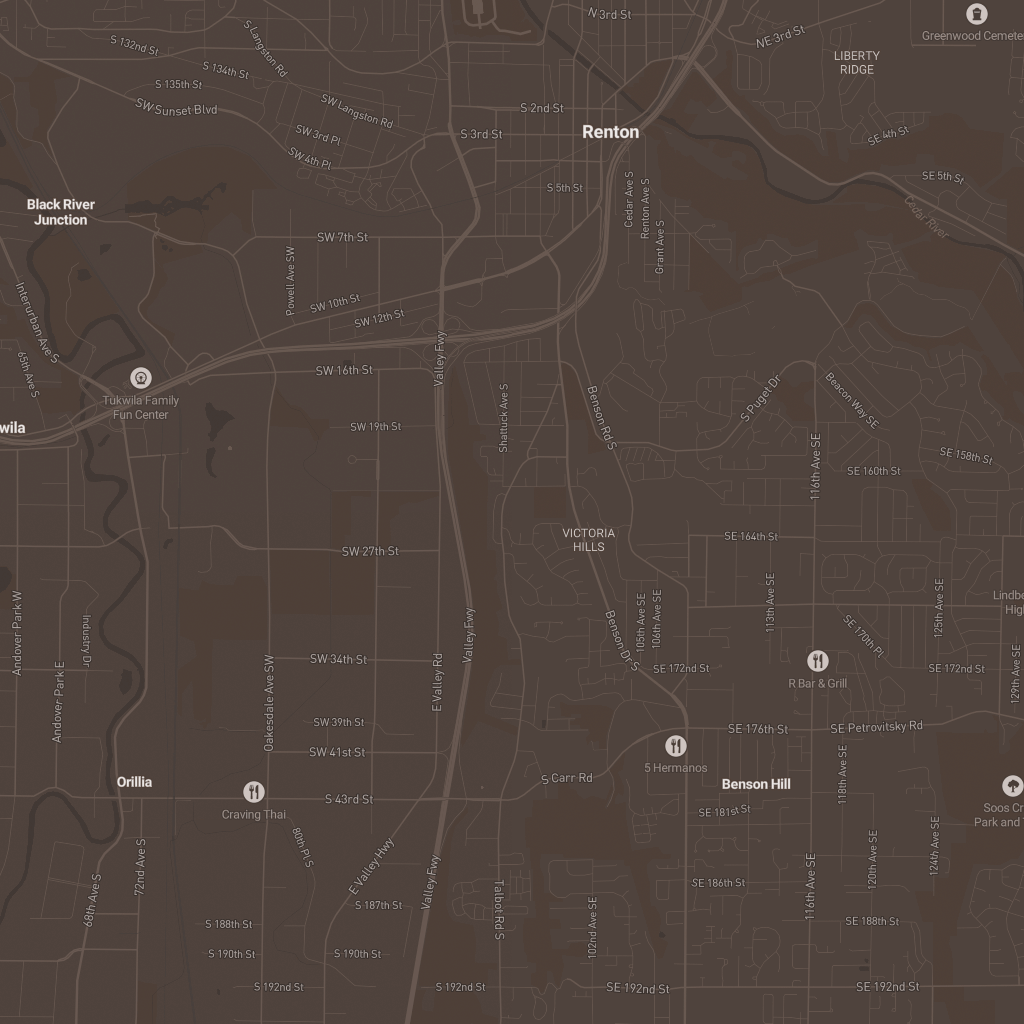 N 3rd St
NE 3rd St
Greenwood Cemete
S 132nd St
S Langston Rd
LIBERTY
RIDGE
S 134th St
S 135th St
SW Sunset Blvd
SW Langston Rd
S 2nd St
SW 3rd Pl
S 3rd St
Renton
SE 4th St
SW 4th Pl
SE 5th St
S 5th St
Cedar Ave S
Renton Ave S
Grant Ave S
Cedar River
Black River
Junction
SW 7th St
Powell Ave SW
SW 10th St
SW 12th St
Interurban Ave S
65th Ave S
Valley Fwy
SW 16th St
Tukwila Family
Fun Center
wila
S Puget Dr
Beacon Way SE
Shattuck Ave S
Benson Rd S
SW 19th St
116th Ave SE
SE 158th St
SE 160th St
VICTORIA
HILLS
SE 164th St
SW 27th St
Andover Park W
Industry Dr
Andover Park E
Valley Fwy
Benson Dr S
105th Ave SE
106th Ave SE
113th Ave SE
125th Ave SE
Lindbe
Hig
SE 170th Pl
SW 34th St
E Valley Rd
Oakesdale Ave SW
SE 172nd St
SE 172nd St
129th Ave SE
R Bar & Grill
SW 39th St
SE 176th St
SE Petrovitsky Rd
SW 41st St
5 Hermanos
118th Ave SE
Orillia
S Carr Rd
Benson Hill
S 43rd St
Craving Thai
SE 181st St
Soos Cr
Park and T
80th Pl S
E Valley Hwy
Valley Fwy
72nd Ave S
68th Ave S
Talbot Rd S
120th Ave SE
124th Ave SE
116th Ave SE
SE 186th St
102nd Ave SE
S 187th St
S 188th St
SE 188th St
S 190th St
S 190th St
S 192nd St
S 192nd St
SE 192nd St
SE 192nd St